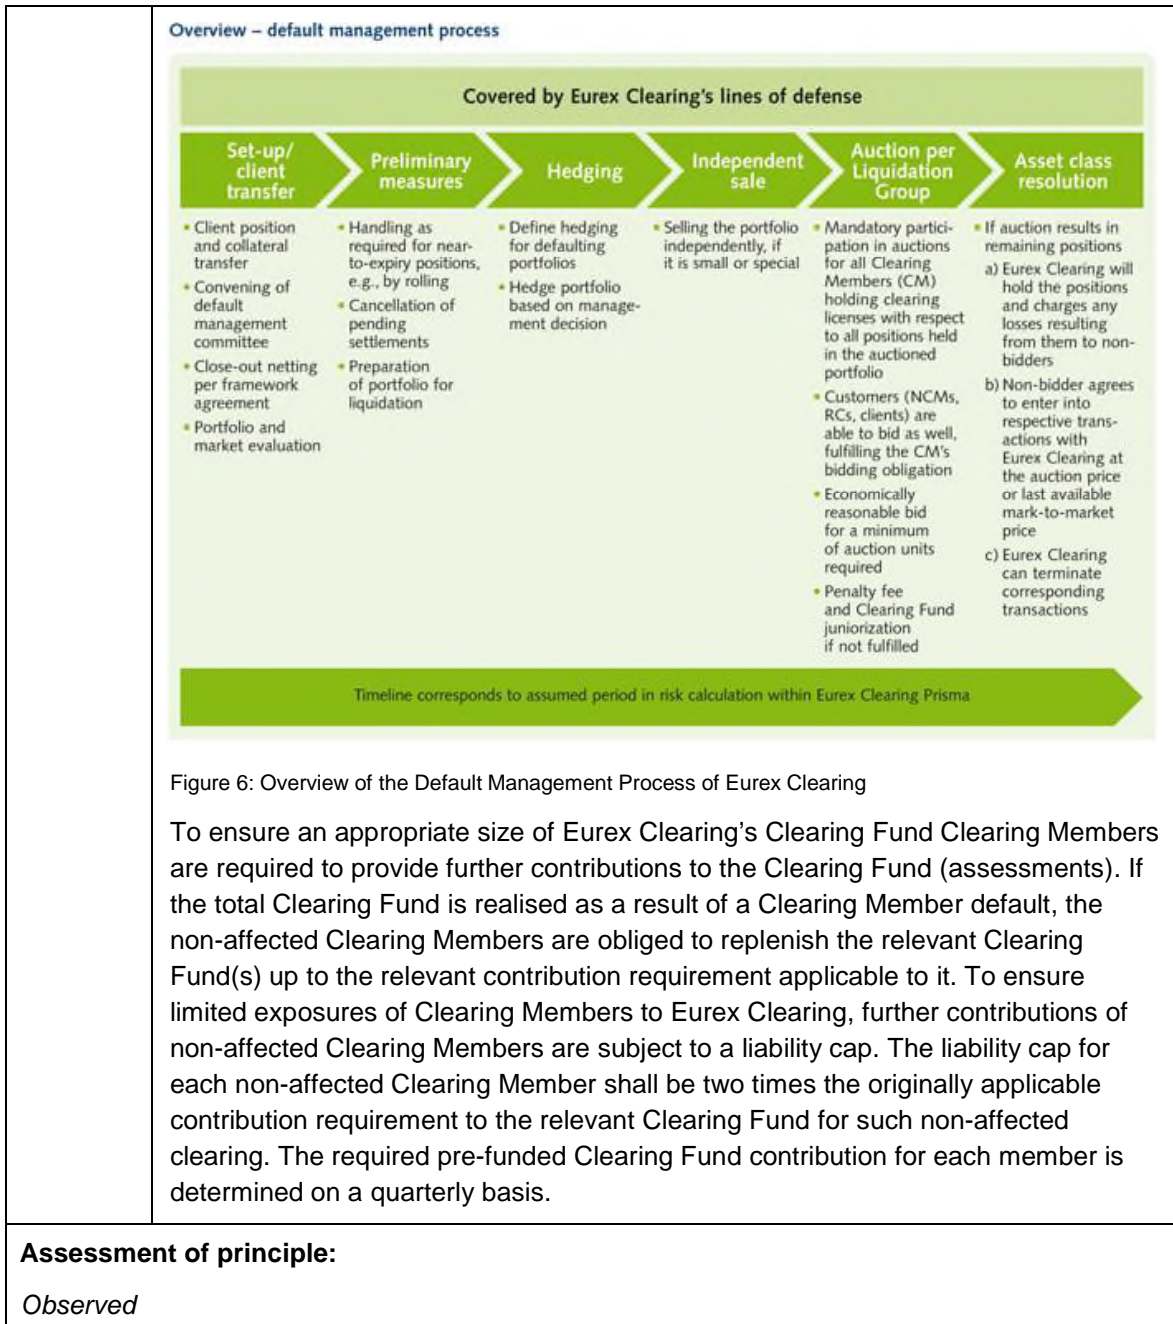 Overview – default management process
Covered by Eurex Clearing's lines of defense
Set-up/
client
transfer
Preliminary
measures
Hedging
Independent
sale
Auction per
Liquidation
Group
Asset class
resolution
• Client position
and collateral
transfer
• Convening of
default
management
committee
• Close-out netting
per framework
agreement
• Portfolio and
market evaluation
• Handling as
required for near-
to-expiry positions,
e.g., by rolling
• Cancellation of
pending
settlements
• Preparation
of portfolio for
liquidation
• Define hedging
for defaulting
portfolios
• Hedge portfolio
based on manage-
ment decision
• Selling the portfolio
independently, if
it is small or special
• Mandatory partici-
pation in auctions
for all Clearing
Members (CM)
holding clearing
licenses with respect
to all positions held
in the auctioned
portfolio
• Customers (NCMs,
RCs, clients) are
able to bid as well,
fulfilling the CM's
bidding obligation
• Economically
reasonable bid
for a minimum
of auction units
required
• Penalty fee
and Clearing Fund
juniorization
if not fulfilled
• If auction results in
remaining positions
a) Eurex Clearing will
hold the positions
and charges any
losses resulting
from them to non-
bidders
b) Non-bidder agrees
to enter into
respective trans-
actions with
Eurex Clearing at
the auction price
or last available
mark-to-market
price
c) Eurex Clearing
can terminate
corresponding
transactions
Timeline corresponds to assumed period in risk calculation within Eurex Clearing Prisma
Figure 6: Overview of the Default Management Process of Eurex Clearing
To ensure an appropriate size of Eurex Clearing's Clearing Fund Clearing Members
are required to provide further contributions to the Clearing Fund (assessments). If
the total Clearing Fund is realised as a result of a Clearing Member default, the
non-affected Clearing Members are obliged to replenish the relevant Clearing
Fund(s) up to the relevant contribution requirement applicable to it. To ensure
limited exposures of Clearing Members to Eurex Clearing, further contributions of
non-affected Clearing Members are subject to a liability cap. The liability cap for
each non-affected Clearing Member shall be two times the originally applicable
contribution requirement to the relevant Clearing Fund for such non-affected
clearing. The required pre-funded Clearing Fund contribution for each member is
determined on a quarterly basis.
Assessment of principle:
Observed